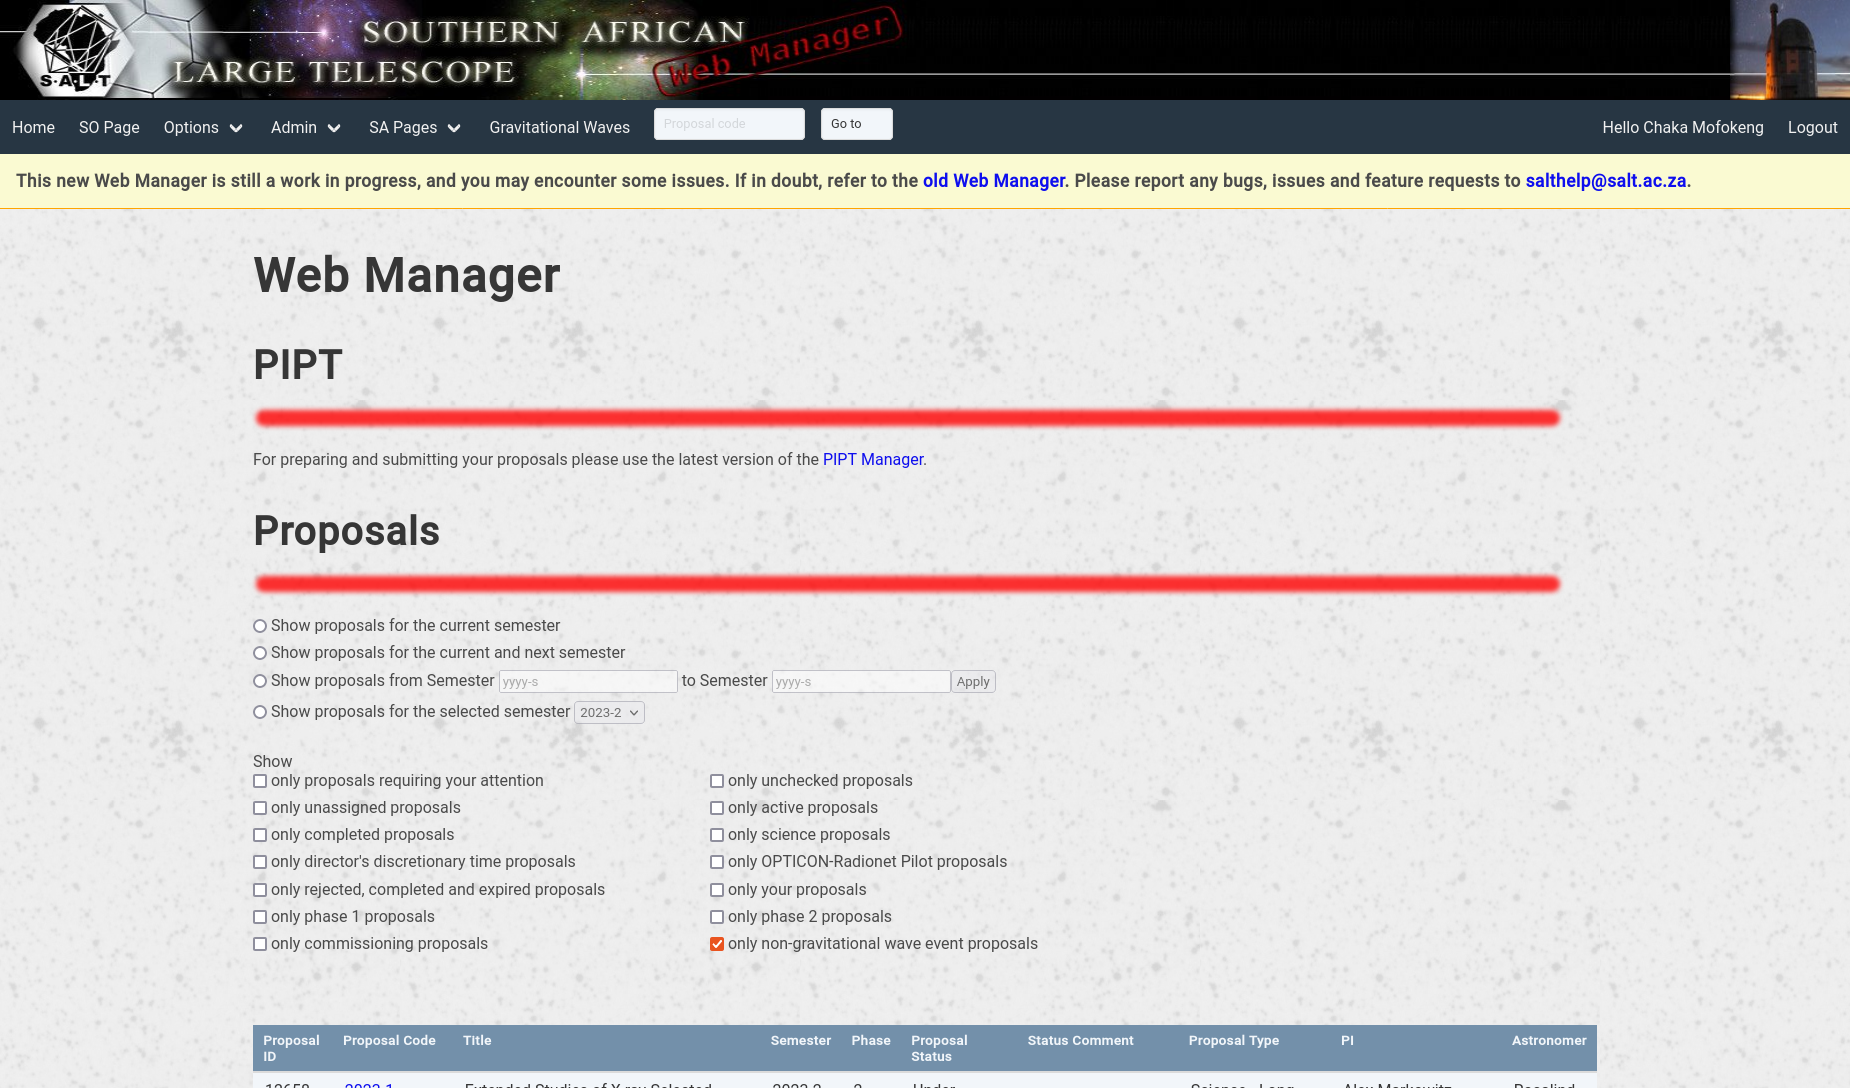 SOUTHERN AFRICAN
LARGE TELESCOPE
Web Manager
S·A·L·T
Home SO Page Options Admin SA Pages Gravitational Waves Proposal code Go to Hello Chaka Mofokeng Logout
This new Web Manager is still a work in progress, and you may encounter some issues. If in doubt, refer to the old Web Manager. Please report any bugs, issues and feature requests to salthelp@salt.ac.za.
Web Manager
PIPT
For preparing and submitting your proposals please use the latest version of the PIPT Manager.
Proposals
Show proposals for the current semester
Show proposals for the current and next semester
Show proposals from Semester yyyy-s to Semester yyyy-s Apply
Show proposals for the selected semester 2023-2
Show
only proposals requiring your attention only unchecked proposals
only unassigned proposals only active proposals
only completed proposals only science proposals
only director's discretionary time proposals only OPTICON-Radionet Pilot proposals
only rejected, completed and expired proposals only your proposals
only phase 1 proposals only phase 2 proposals
only commissioning proposals only non-gravitational wave event proposals
Proposal Proposal Code Title Semester Phase Proposal Status Comment Proposal Type PI Astronomer
ID Status